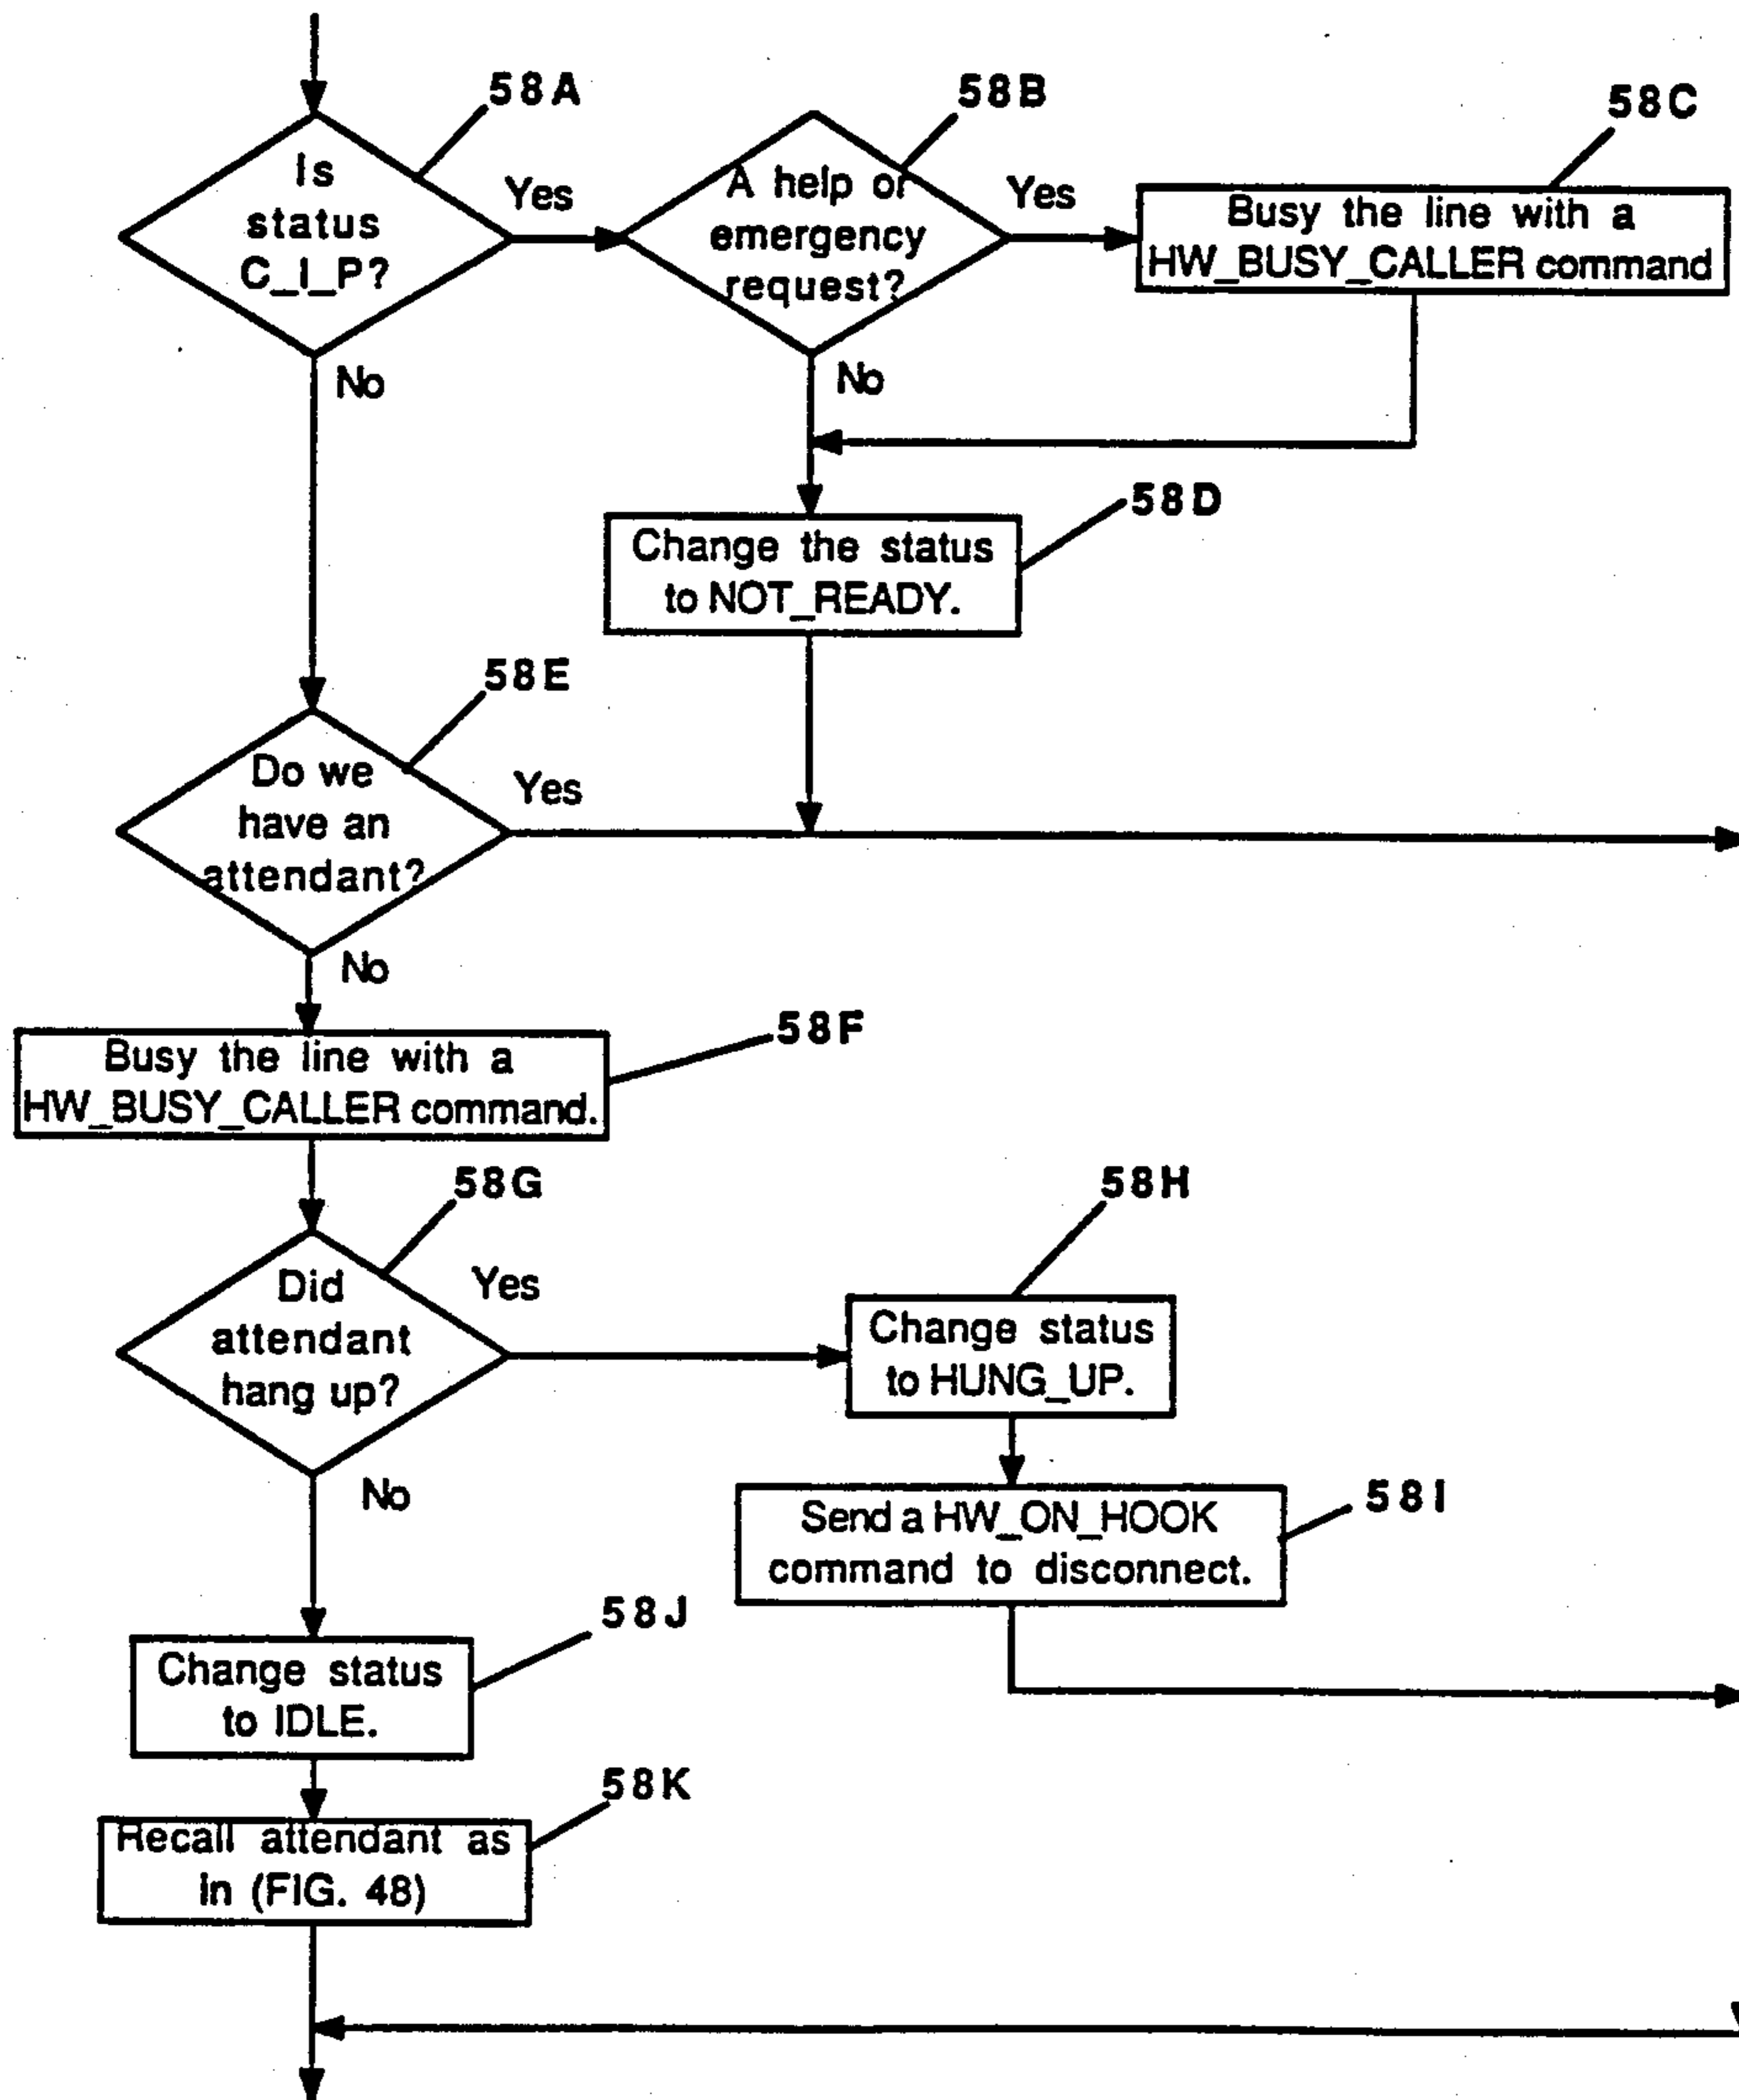 58A
Is
status
C_I_P?
Yes
No
58B
A help or
emergency
request?
Yes
No
58C
Busy the line with a
HW_BUSY_CALLER command
58D
Change the status
to NOT_READY.
58E
Do we
have an
attendant?
Yes
No
58F
Busy the line with a
HW_BUSY_CALLER command.
58G
Did
attendant
hang up?
Yes
No
58H
Change status
to HUNG_UP.
58I
Send a HW_ON_HOOK
command to disconnect.
58J
Change status
to IDLE.
58K
Recall attendant as
in (FIG. 48)